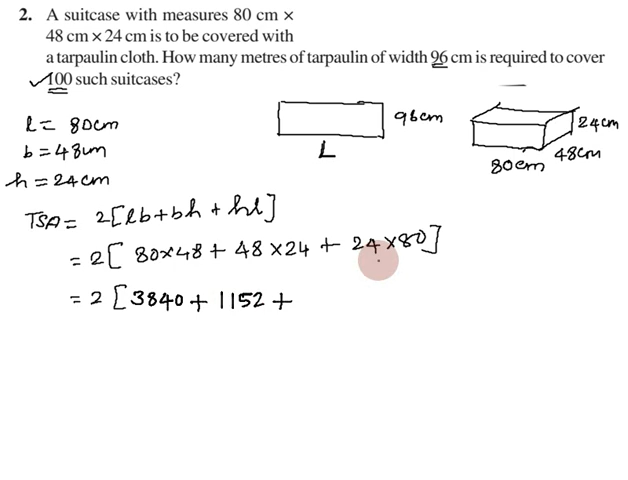 2. A suitcase with measures 80 cm ×
48 cm × 24 cm is to be covered with
a tarpaulin cloth. How many metres of tarpaulin of width 96 cm is required to cover
100 such suitcases?
l = 80cm
b = 48cm
h = 24cm
96cm
L
24cm
48cm
80cm
TSA = 2[lb+bh + hl]
= 2[ 80×48 + 48 ×24 + 24 ×80]
= 2 [3840 + 1152 +